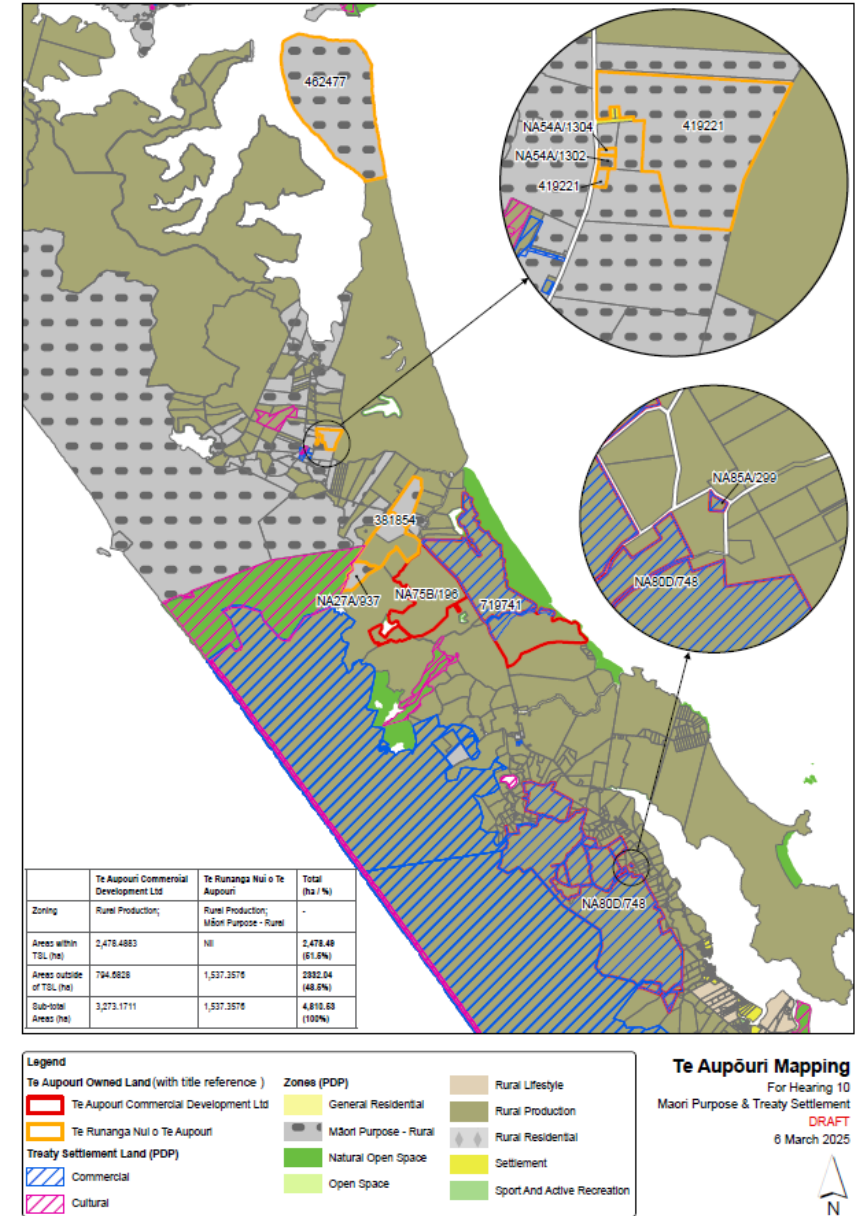 462477
NA54A/1304
419221
NA54A/1302
419221
NA85A/299
381854
NA80D/748
NA27A/937
NA75B/196
719741
NA80D/748
Te Aupouri Commercial Development Ltd
Te Runanga Nui o Te Aupouri
Total (ha / %)
Zoning
Rural Production;
Rural Production; Māori Purpose - Rural
-
Areas within TSL (ha)
2,478.4883
Nil
2,478.49 (51.5%)
Areas outside of TSL (ha)
794.6828
1,537.3576
2332.04 (48.5%)
Sub-total Areas (ha)
3,273.1711
1,537.3576
4,810.53 (100%)
Legend
Te Aupouri Owned Land (with title reference )
Te Aupouri Commercial Development Ltd
Te Runanga Nui o Te Aupouri
Treaty Settlement Land (PDP)
Commercial
Cultural
Zones (PDP)
General Residential
Māori Purpose - Rural
Natural Open Space
Open Space
Rural Lifestyle
Rural Production
Rural Residential
Settlement
Sport And Active Recreation
Te Aupōuri Mapping
For Hearing 10
Maori Purpose & Treaty Settlement
DRAFT
6 March 2025
N